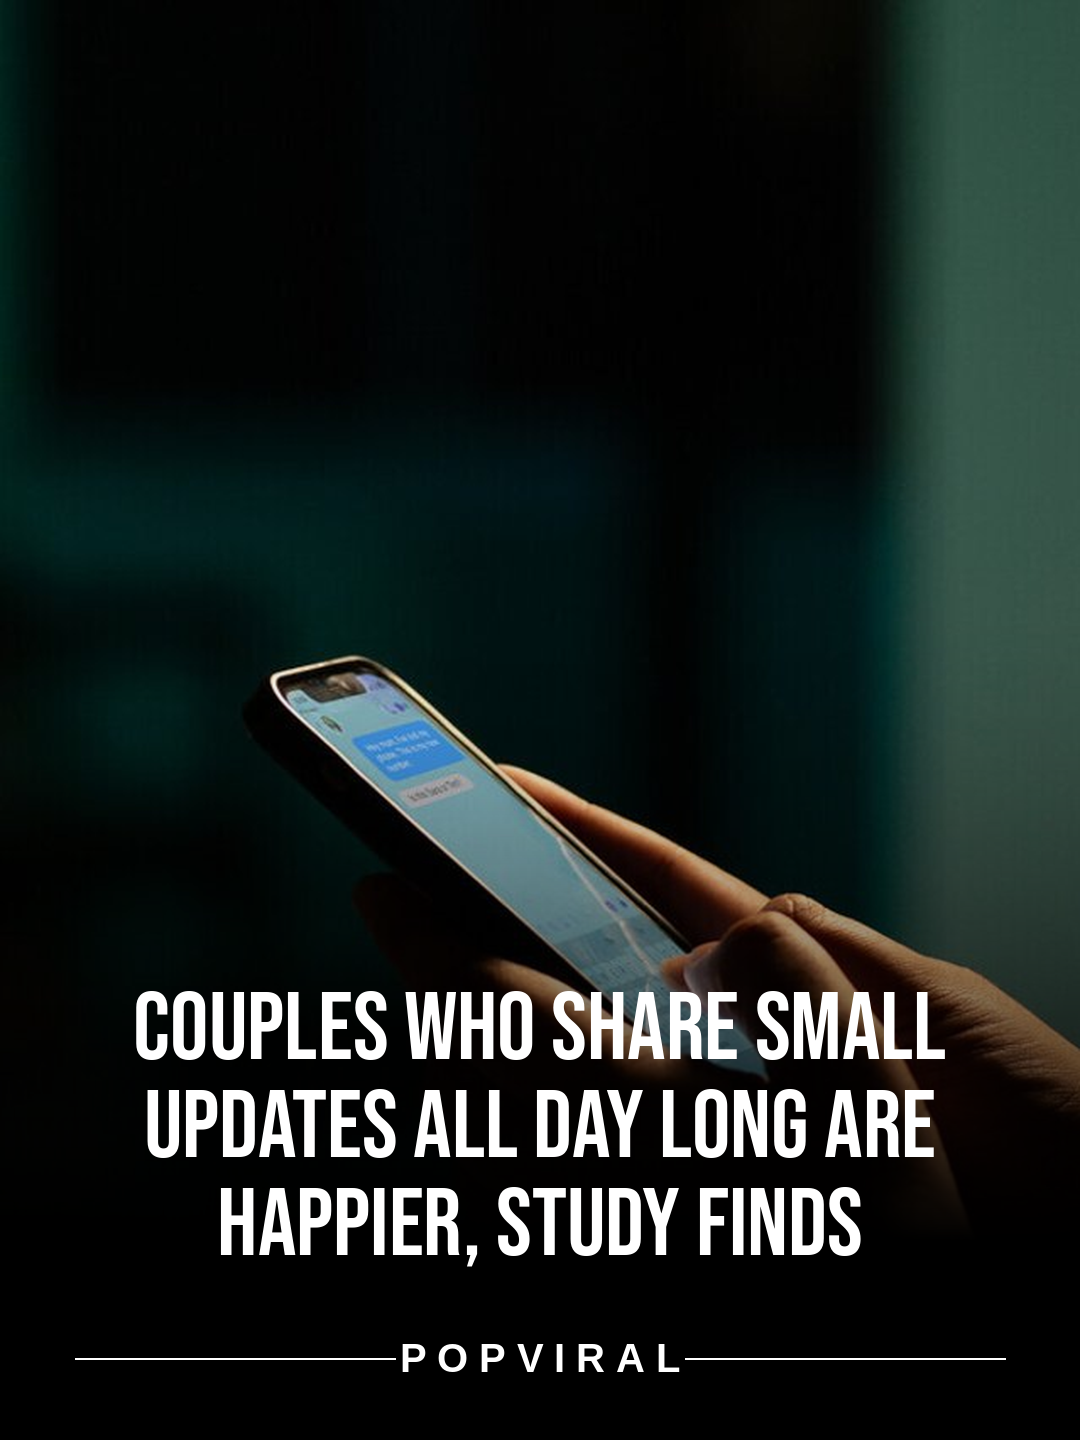 COUPLES WHO SHARE SMALL
UPDATES ALL DAY LONG ARE
HAPPIER, STUDY FINDS
POPVIRAL